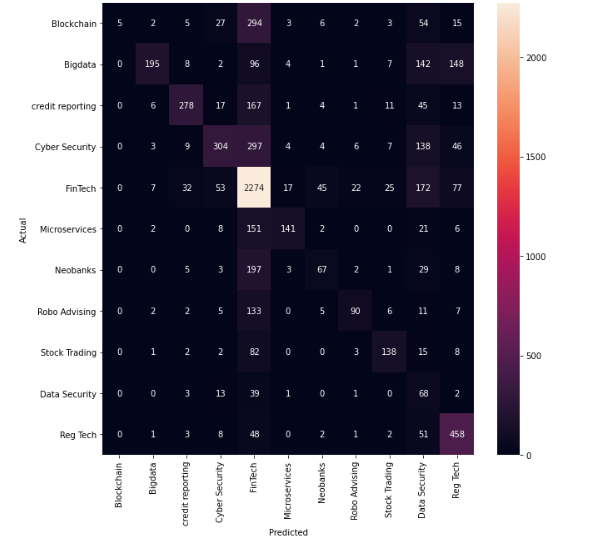 Blockchain 5 2 5 27 294 3 6 2 3 54 15
Bigdata 0 195 8 2 96 4 1 1 7 142 148
credit reporting 0 6 278 17 167 1 4 1 11 45 13
Cyber Security 0 3 9 304 297 4 4 6 7 138 46
FinTech 0 7 32 53 2274 17 45 22 25 172 77
Microservices 0 2 0 8 151 141 2 0 0 21 6
Neobanks 0 0 5 3 197 3 67 2 1 29 8
Robo Advising 0 2 2 5 133 0 5 90 6 11 7
Stock Trading 0 1 2 2 82 0 0 3 138 15 8
Data Security 0 0 3 13 39 1 0 1 0 68 2
Reg Tech 0 1 3 8 48 0 2 1 2 51 458
Actual
Blockchain
Bigdata
credit reporting
Cyber Security
FinTech
Microservices
Neobanks
Robo Advising
Stock Trading
Data Security
Reg Tech
Predicted
2000
1500
1000
500
0